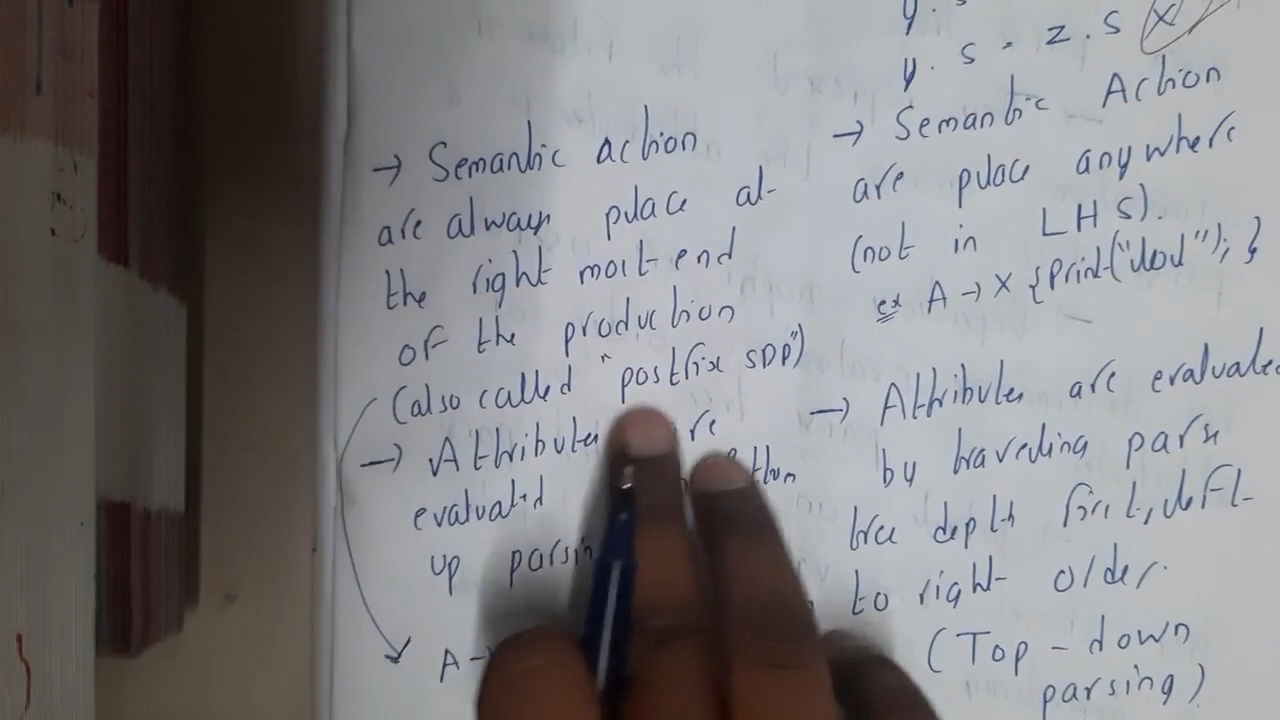 y. s = z. s (x)
→ Semantic action
are always place at
the right most end
of the production
(also called "postfix SDD")
→ Attributes
evaluated
up parsin
A →
→ Semantic Action
are place anywhere
(not in LHS).
ex A → X {print("
→ Attributes are evaluated
by traveling parse
tree depth first, left
to right older.
(Top - down
parsing)